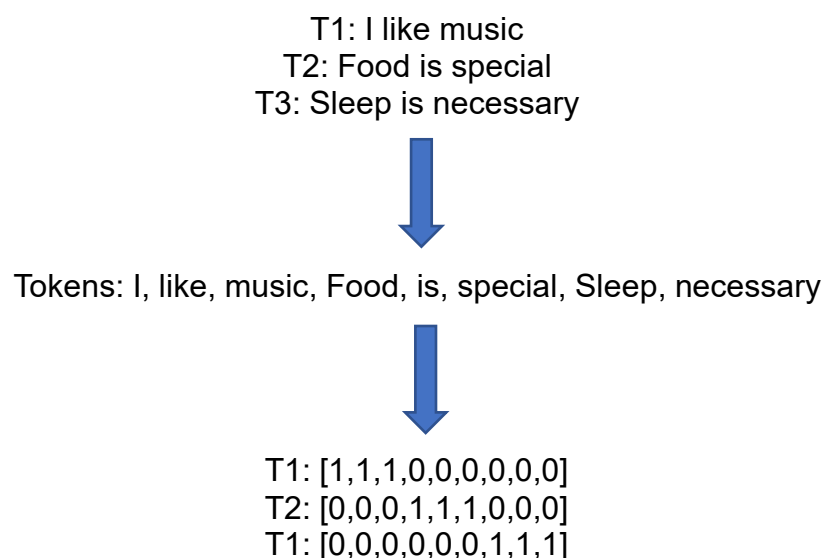 T1: I like music
T2: Food is special
T3: Sleep is necessary
Tokens: I, like, music, Food, is, special, Sleep, necessary
T1: [1,1,1,0,0,0,0,0,0]
T2: [0,0,0,1,1,1,0,0,0]
T1: [0,0,0,0,0,0,1,1,1]